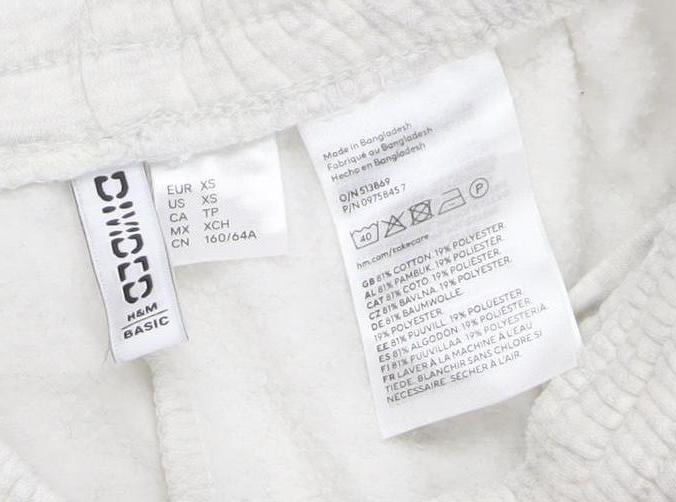 DIVIDED
H&M
BASIC
EUR XS
US XS
CA TP
MX XCH
CN 160/64A
Made in Bangladesh
Fabriqué au Bangladesh
Hecho en Bangladesh
O/N 513869
P/N 09758457
40
P
hm.com/takecare
GB 81% COTTON. 19% POLYESTER.
AL 81% PAMBUK. 19% POLIESTER.
CAT 81% COTÓ. 19% POLIÈSTER.
CZ 81% BAVLNA. 19% POLYESTER.
DE 81% BAUMWOLLE.
19% POLYESTER.
EE 81% PUUVILL. 19% POLÜESTER.
ES 81% ALGODÓN. 19% POLIÉSTER.
FI 81% PUUVILLAA. 19% POLYESTERIA.
FR LAVER À LA MACHINE À L'EAU
TIÈDE. BLANCHIR SANS CHLORE SI
NÉCESSAIRE. SÉCHER À L'AIR.